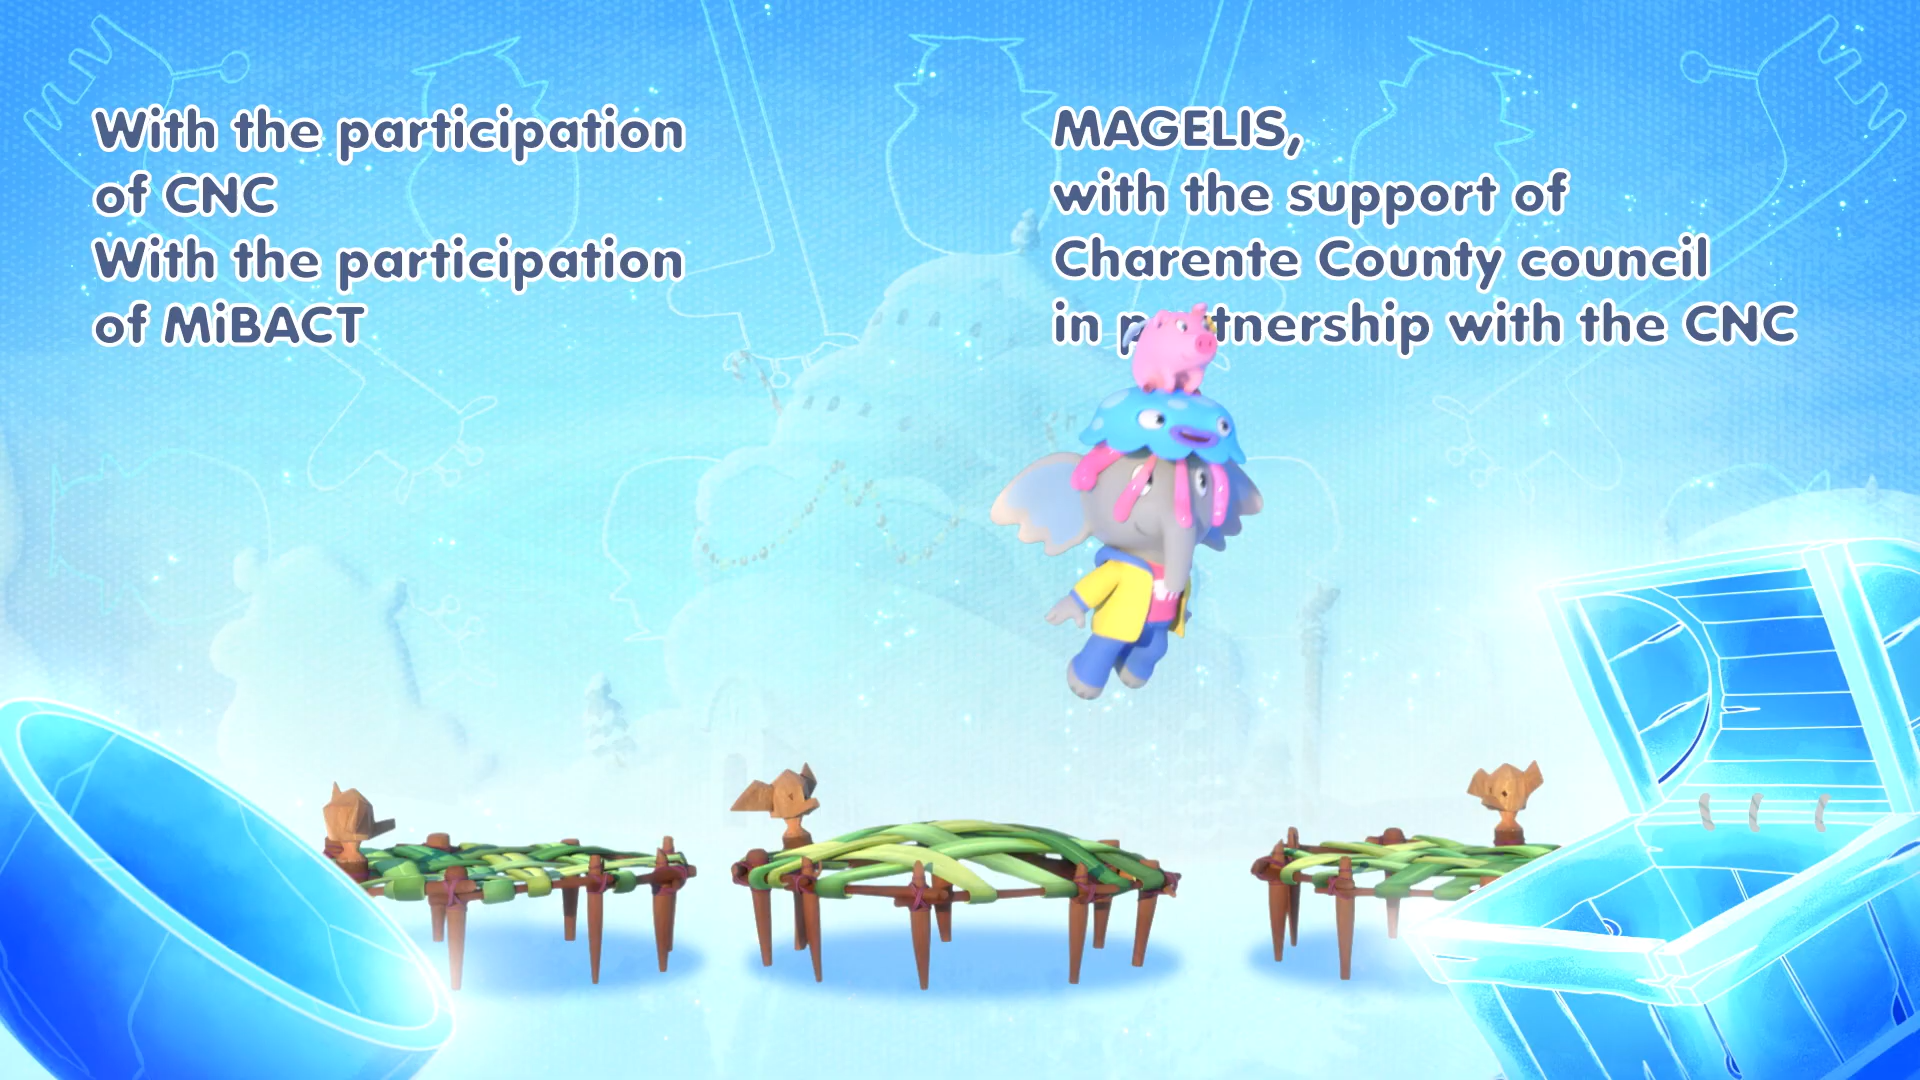 With the participation
of CNC
With the participation
of MiBACT
MAGELIS,
with the support of
Charente County council
in partnership with the CNC